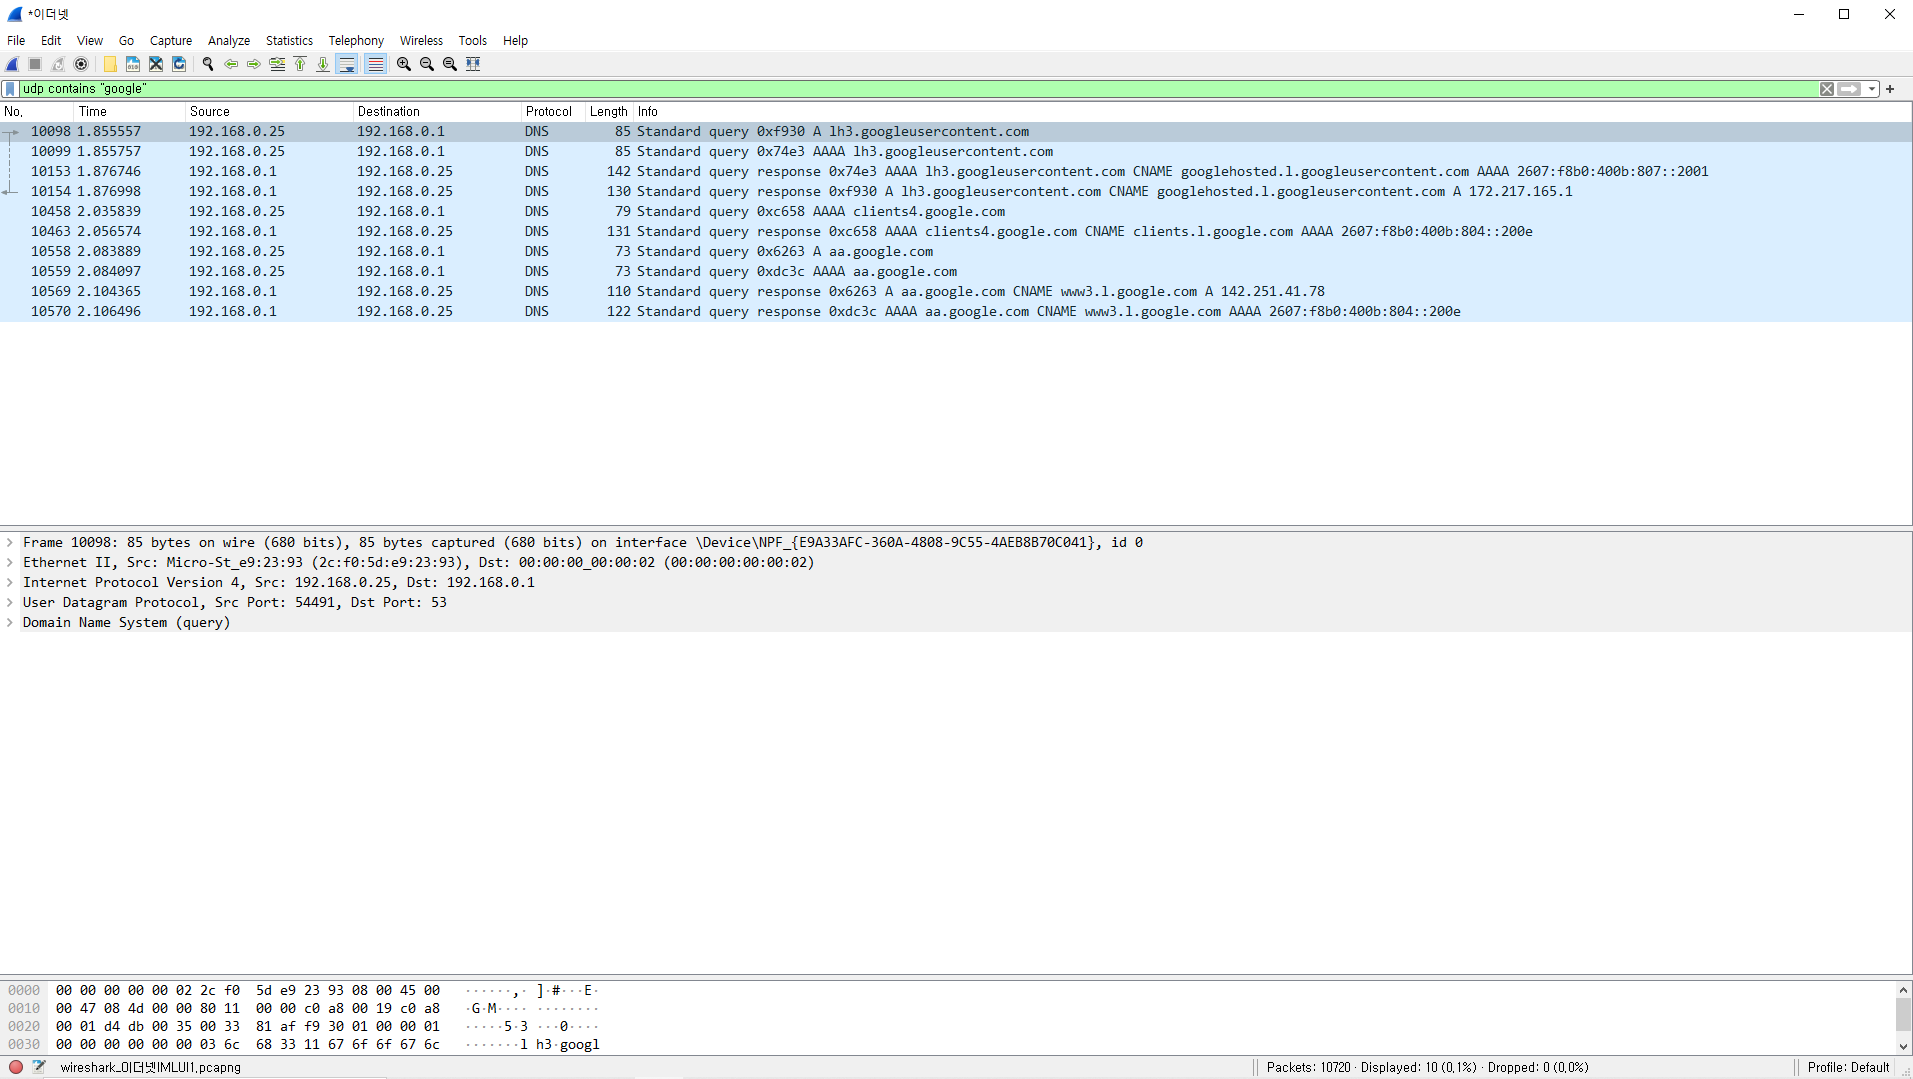 *이더넷
File Edit View Go Capture Analyze Statistics Telephony Wireless Tools Help
udp contains "google"
No. Time Source Destination Protocol Length Info
10098 1.855557 192.168.0.25 192.168.0.1 DNS 85 Standard query 0xf930 A lh3.googleusercontent.com
10099 1.855757 192.168.0.25 192.168.0.1 DNS 85 Standard query 0x74e3 AAAA lh3.googleusercontent.com
10153 1.876746 192.168.0.1 192.168.0.25 DNS 142 Standard query response 0x74e3 AAAA lh3.googleusercontent.com CNAME googlehosted.l.googleusercontent.com AAAA 2607:f8b0:400b:807::2001
10154 1.876998 192.168.0.1 192.168.0.25 DNS 130 Standard query response 0xf930 A lh3.googleusercontent.com CNAME googlehosted.l.googleusercontent.com A 172.217.165.1
10458 2.035839 192.168.0.25 192.168.0.1 DNS 79 Standard query 0xc658 AAAA clients4.google.com
10463 2.056574 192.168.0.1 192.168.0.25 DNS 131 Standard query response 0xc658 AAAA clients4.google.com CNAME clients.l.google.com AAAA 2607:f8b0:400b:804::200e
10558 2.083889 192.168.0.25 192.168.0.1 DNS 73 Standard query 0x6263 A aa.google.com
10559 2.084097 192.168.0.25 192.168.0.1 DNS 73 Standard query 0xdc3c AAAA aa.google.com
10569 2.104365 192.168.0.1 192.168.0.25 DNS 110 Standard query response 0x6263 A aa.google.com CNAME www3.l.google.com A 142.251.41.78
10570 2.106496 192.168.0.1 192.168.0.25 DNS 122 Standard query response 0xdc3c AAAA aa.google.com CNAME www3.l.google.com AAAA 2607:f8b0:400b:804::200e
Frame 10098: 85 bytes on wire (680 bits), 85 bytes captured (680 bits) on interface \Device\NPF_{E9A33AFC-360A-4808-9C55-4AEB8B70C041}, id 0
Ethernet II, Src: Micro-St_e9:23:93 (2c:f0:5d:e9:23:93), Dst: 00:00:00_00:00:02 (00:00:00:00:00:02)
Internet Protocol Version 4, Src: 192.168.0.25, Dst: 192.168.0.1
User Datagram Protocol, Src Port: 54491, Dst Port: 53
Domain Name System (query)
0000 00 00 00 00 00 02 2c f0 5d e9 23 93 08 00 45 00 ······,· ]·#···E·
0010 00 47 08 4d 00 00 80 11 00 00 c0 a8 00 19 c0 a8 ·G·M···· ········
0020 00 01 d4 db 00 35 00 33 81 af f9 30 01 00 00 01 ·····5·3 ···0····
0030 00 00 00 00 00 00 03 6c 68 33 11 67 6f 6f 67 6c ·······l h3·googl
wireshark_이더넷IMLUI1.pcapng Packets: 10720 · Displayed: 10 (0.1%) · Dropped: 0 (0.0%) Profile: Default